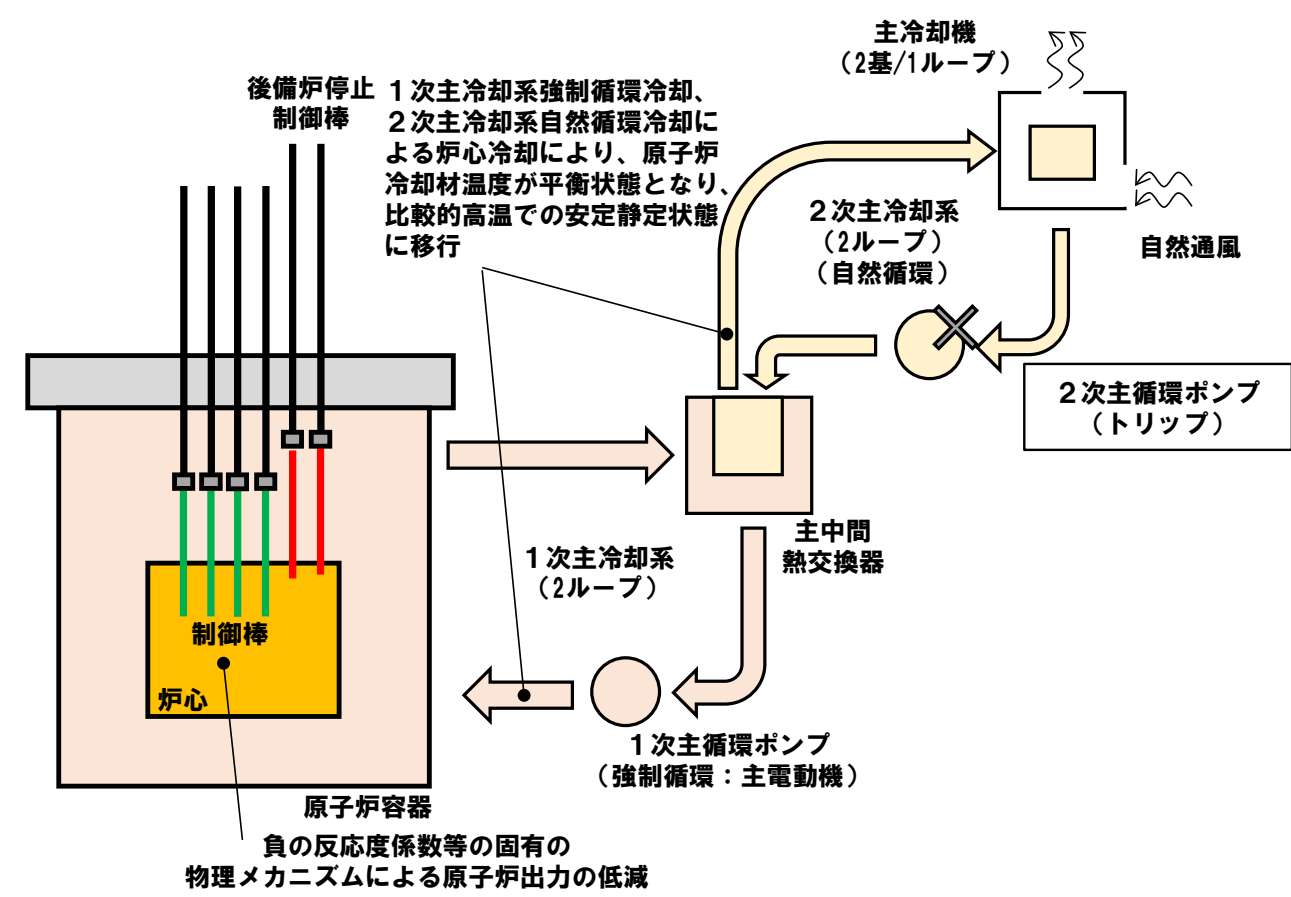 主冷却機
（2基/1ループ）
後備炉停止
制御棒
１次主冷却系強制循環冷却、
２次主冷却系自然循環冷却に
よる炉心冷却により、原子炉
冷却材温度が平衡状態となり、
比較的高温での安定静定状態
に移行
２次主冷却系
（2ループ）
（自然循環）
自然通風
２次主循環ポンプ
（トリップ）
主中間
熱交換器
１次主冷却系
（2ループ）
制御棒
炉心
１次主循環ポンプ
（強制循環：主電動機）
原子炉容器
負の反応度係数等の固有の
物理メカニズムによる原子炉出力の低減